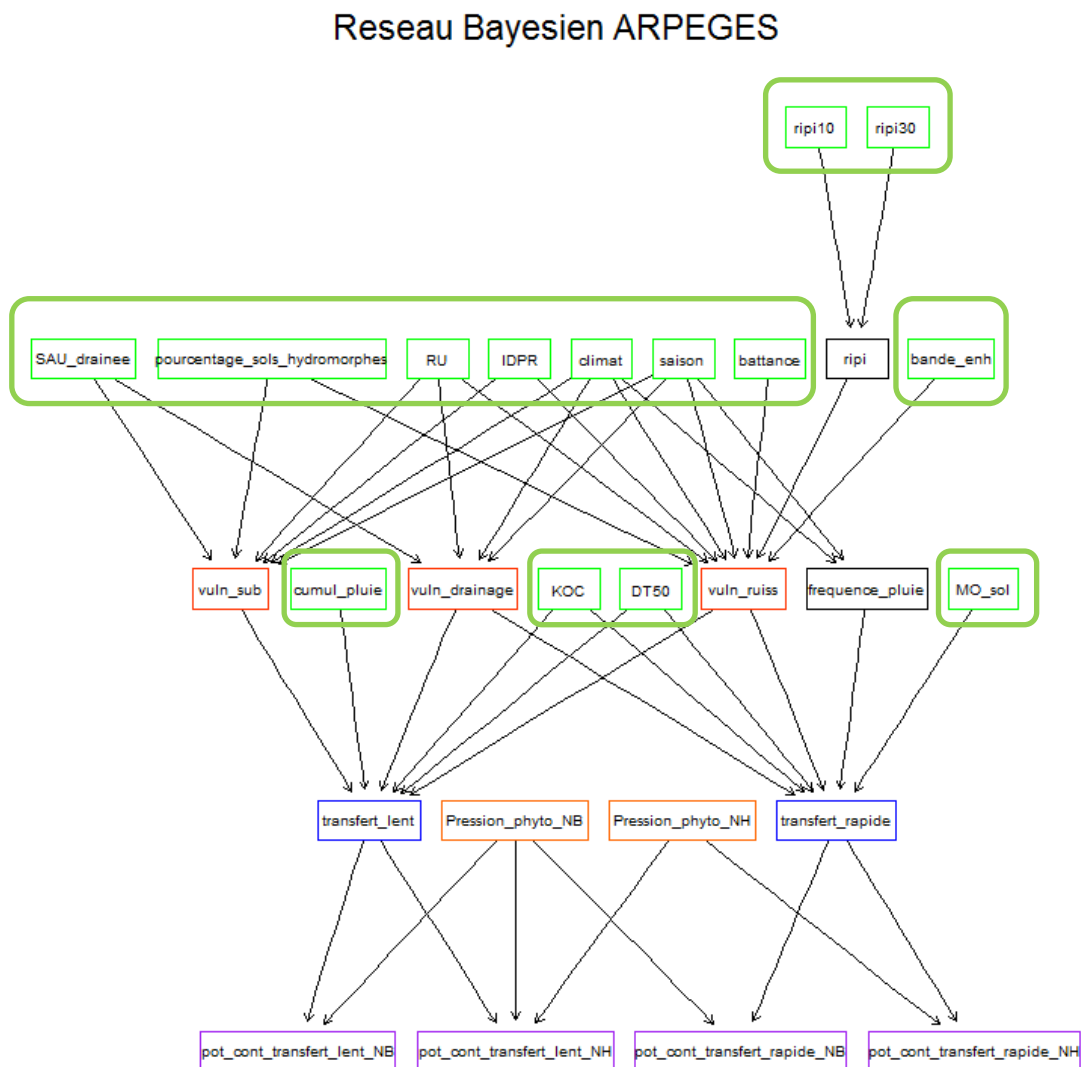 Reseau Bayesien ARPEGES
ripi10 ripi30
SAU_drainee pourcentage_sols_hydromorphes RU IDPR climat saison battance ripi bande_enh
vuln_sub cumul_pluie vuln_drainage KOC DT50 vuln_ruiss frequence_pluie MO_sol
transfert_lent Pression_phyto_NB Pression_phyto_NH transfert_rapide
pot_cont_transfert_lent_NB pot_cont_transfert_lent_NH pot_cont_transfert_rapide_NB pot_cont_transfert_rapide_NH